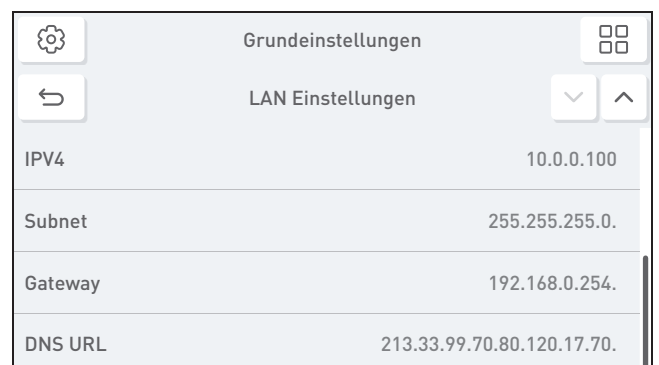 Grundeinstellungen
LAN Einstellungen
IPV4 10.0.0.100
Subnet 255.255.255.0.
Gateway 192.168.0.254.
DNS URL 213.33.99.70.80.120.17.70.